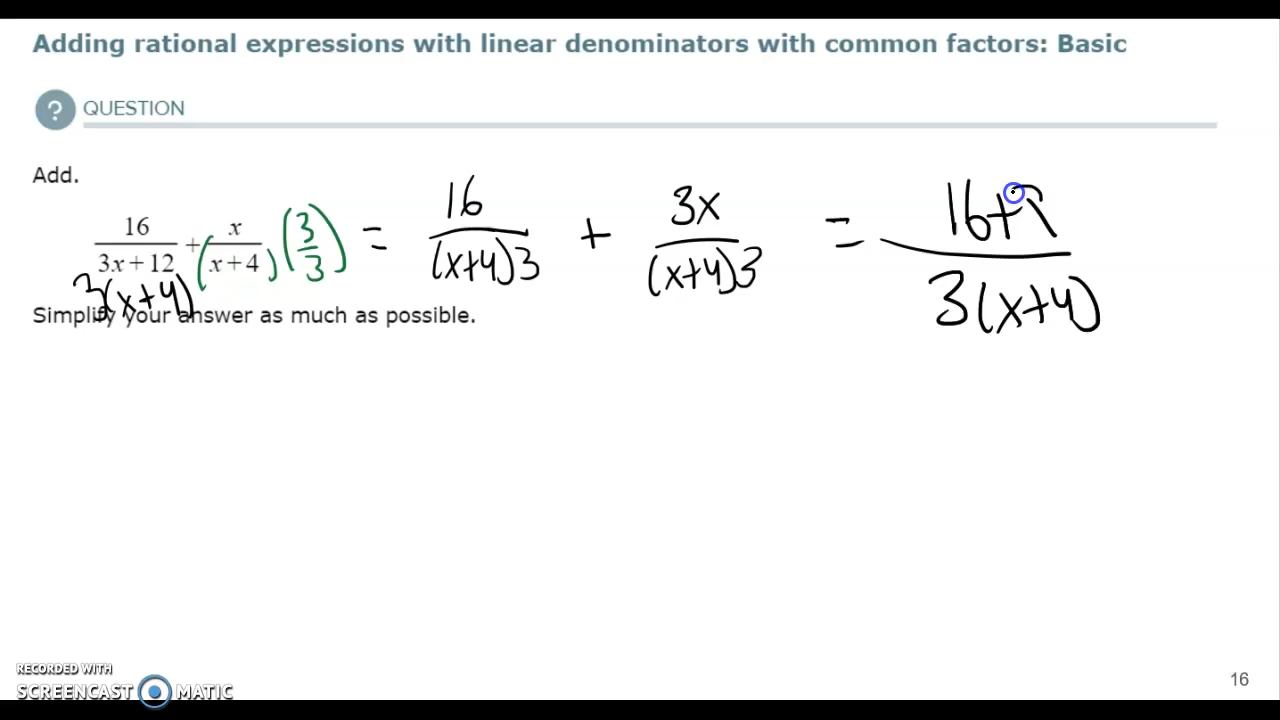 Adding rational expressions with linear denominators with common factors: Basic
? QUESTION
Add.
16/(3x + 12) + (x/(x + 4)) (3/3) = 16/((x+4)3) + 3x/((x+4)3) = 16+/(3(x+4))
3(x+4)
Simplify your answer as much as possible.
16
RECORDED WITH
SCREENCAST MATIC